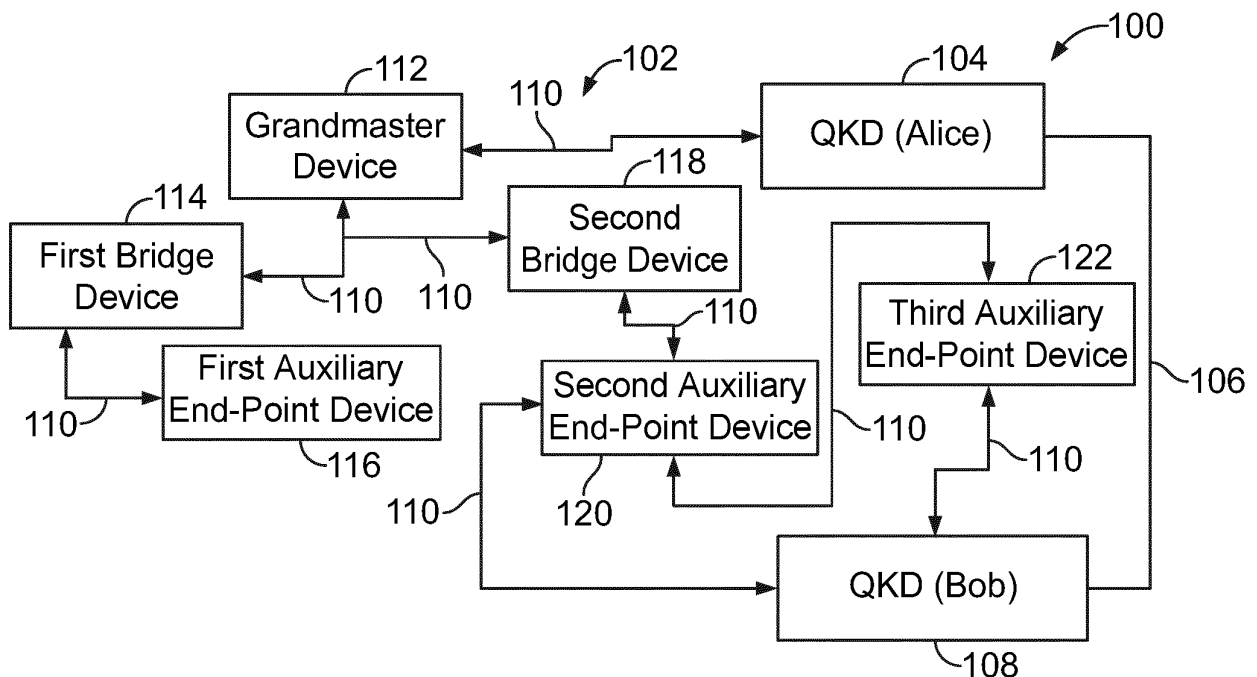 100
102
104
112
110
Grandmaster
Device
QKD (Alice)
118
114
Second
Bridge Device
First Bridge
Device
122
110
110
110
Third Auxiliary
End-Point Device
First Auxiliary
End-Point Device
Second Auxiliary
End-Point Device
106
110
110
116
110
110
120
QKD (Bob)
108